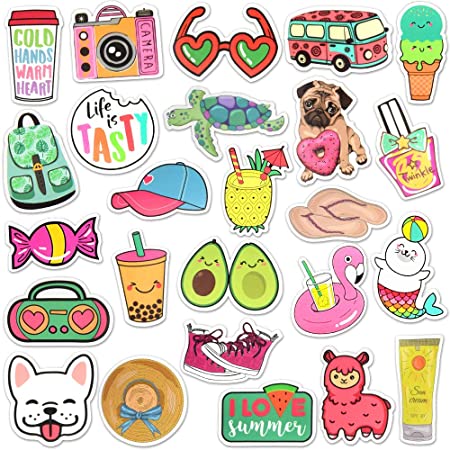 COLD
HANDS
WARM
HEART
CAMERA
Life is
TASTY
Twinkle
I LOVE
summer
Sun
cream